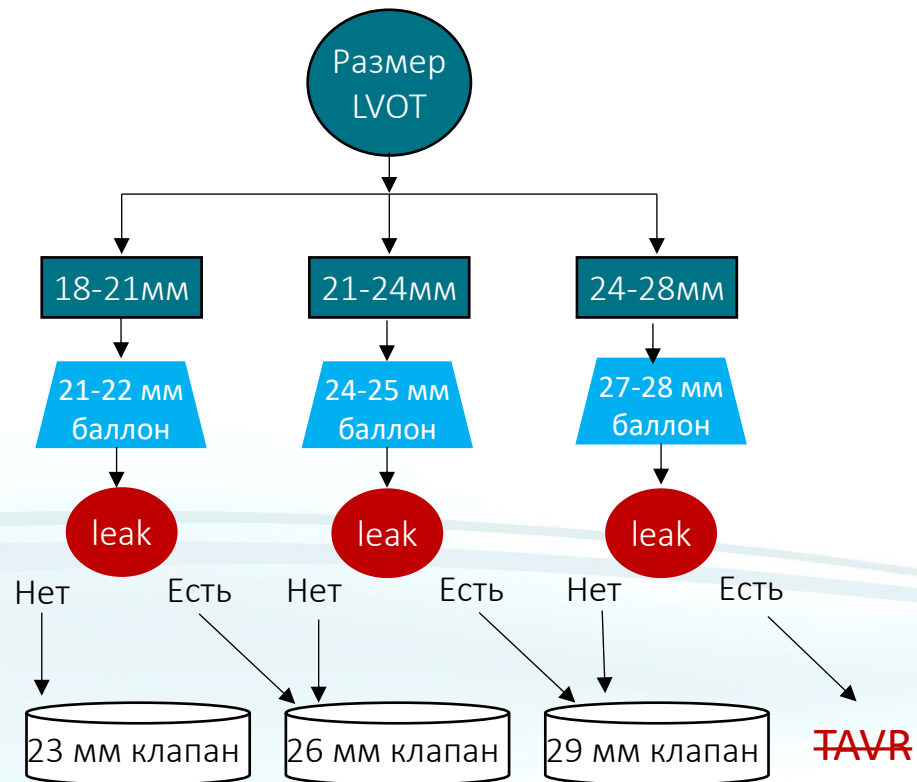 Размер
LVOT
18-21мм
21-24мм
24-28мм
21-22 мм
баллон
24-25 мм
баллон
27-28 мм
баллон
leak
leak
leak
Нет
Есть
Нет
Есть
Нет
Есть
23 мм клапан
26 мм клапан
29 мм клапан
TAVR